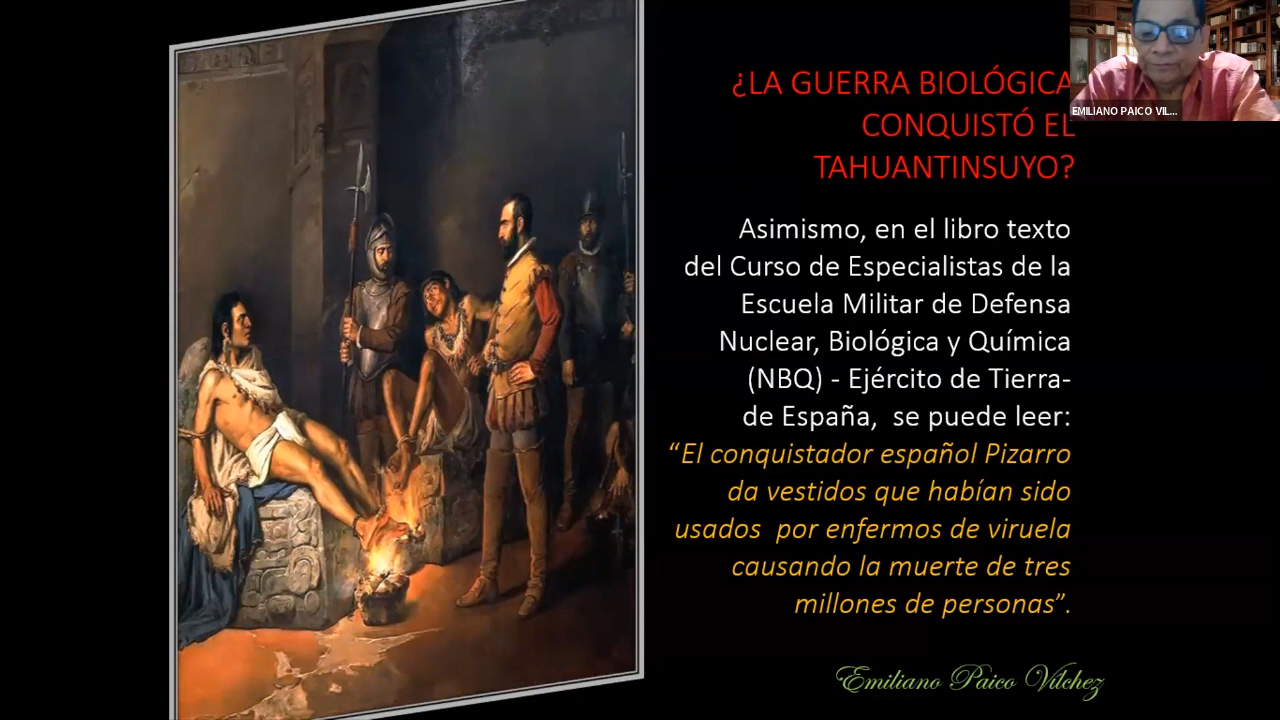 ¿LA GUERRA BIOLÓGICA
CONQUISTÓ EL
TAHUANTINSUYO?
Asimismo, en el libro texto
del Curso de Especialistas de la
Escuela Militar de Defensa
Nuclear, Biológica y Química
(NBQ) - Ejército de Tierra-
de España, se puede leer:
“El conquistador español Pizarro
da vestidos que habían sido
usados por enfermos de viruela
causando la muerte de tres
millones de personas”.
Emiliano Paico Vilchez
EMILIANO PAICO VIL...